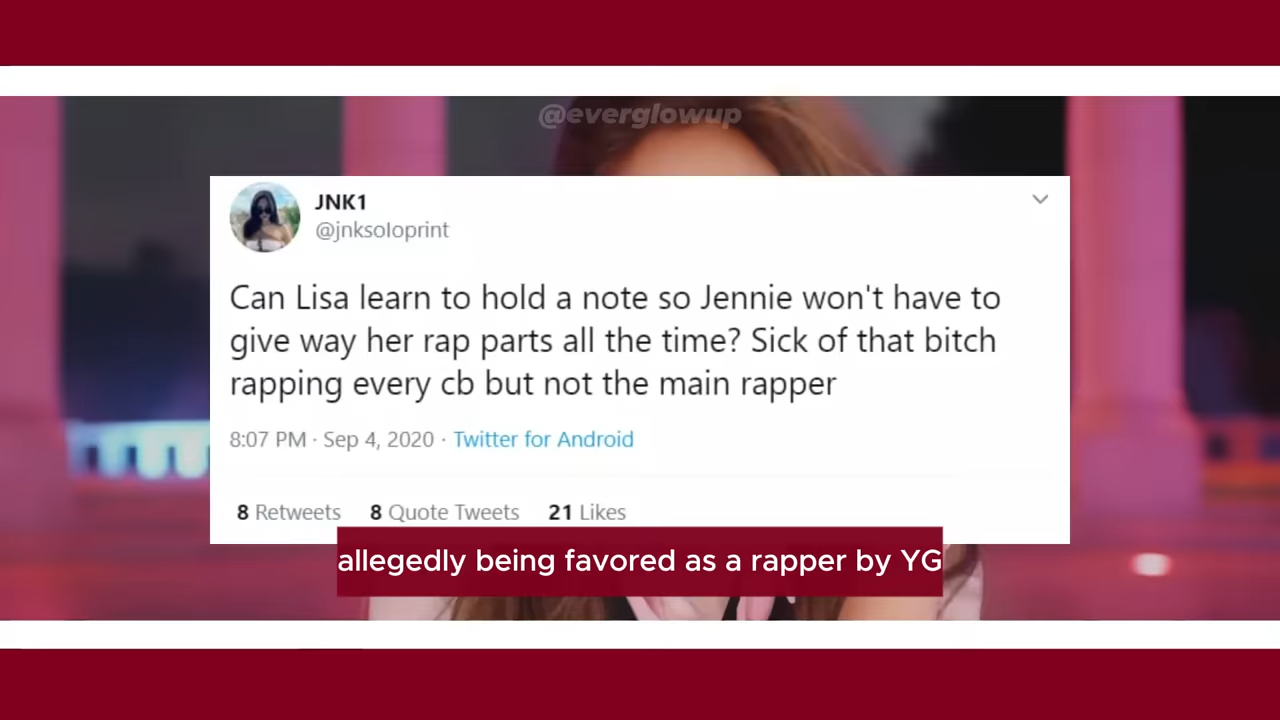 @everglowup
JNK1
@jnksoloprint
Can Lisa learn to hold a note so Jennie won't have to
give way her rap parts all the time? Sick of that bitch
rapping every cb but not the main rapper
8:07 PM · Sep 4, 2020 · Twitter for Android
8 Retweets 8 Quote Tweets 21 Likes
allegedly being favored as a rapper by YG